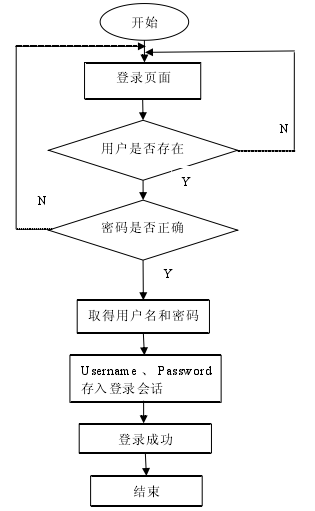 开始
登录页面
用户是否存在
N
Y
N
密码是否正确
Y
取得用户名和密码
Username 、 Password
存入登录会话
登录成功
结束